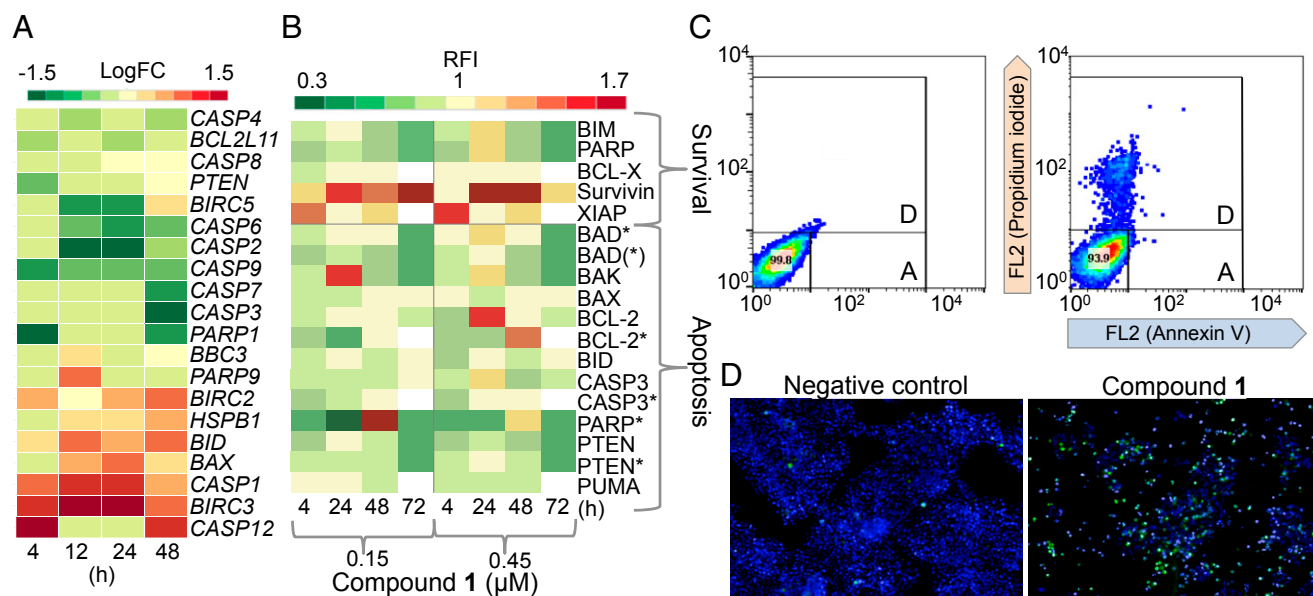 A
-1.5 LogFC 1.5
CASP4
BCL2L11
CASP8
PTEN
BIRC5
CASP6
CASP2
CASP9
CASP7
CASP3
PARP1
BBC3
PARP9
BIRC2
HSPB1
BID
BAX
CASP1
BIRC3
CASP12
4 12 24 48
(h)
B
RFI
0.3 1 1.7
BIM
PARP
BCL-X
Survivin
XIAP
BAD*
BAD(*)
BAK
BAX
BCL-2
BCL-2*
BID
CASP3
CASP3*
PARP*
PTEN
PTEN*
PUMA
4 24 48 72 4 24 48 72 (h)
0.15 0.45
Compound 1 (µM)
Survival
Apoptosis
C
10⁴
10²
10⁰
99.8
D
A
10⁰ 10² 10⁴
FL2 (Propidium iodide)
10⁴
10²
10⁰
93.9
D
A
10⁰ 10² 10⁴
FL2 (Annexin V)
D
Negative control
Compound 1